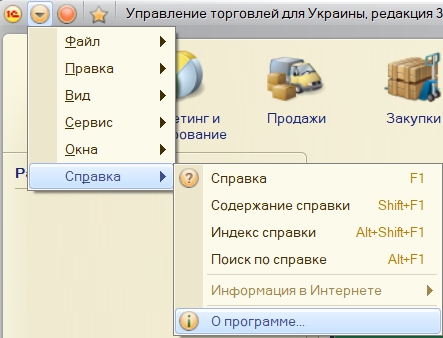 Управление торговлей для Украины, редакция 3
Файл
Правка
Вид
Сервис
Окна
Справка
етинг и
рование
Продажи
Закупки
Справка F1
Содержание справки Shift+F1
Индекс справки Alt+Shift+F1
Поиск по справке Alt+F1
Информация в Интернете
О программе...